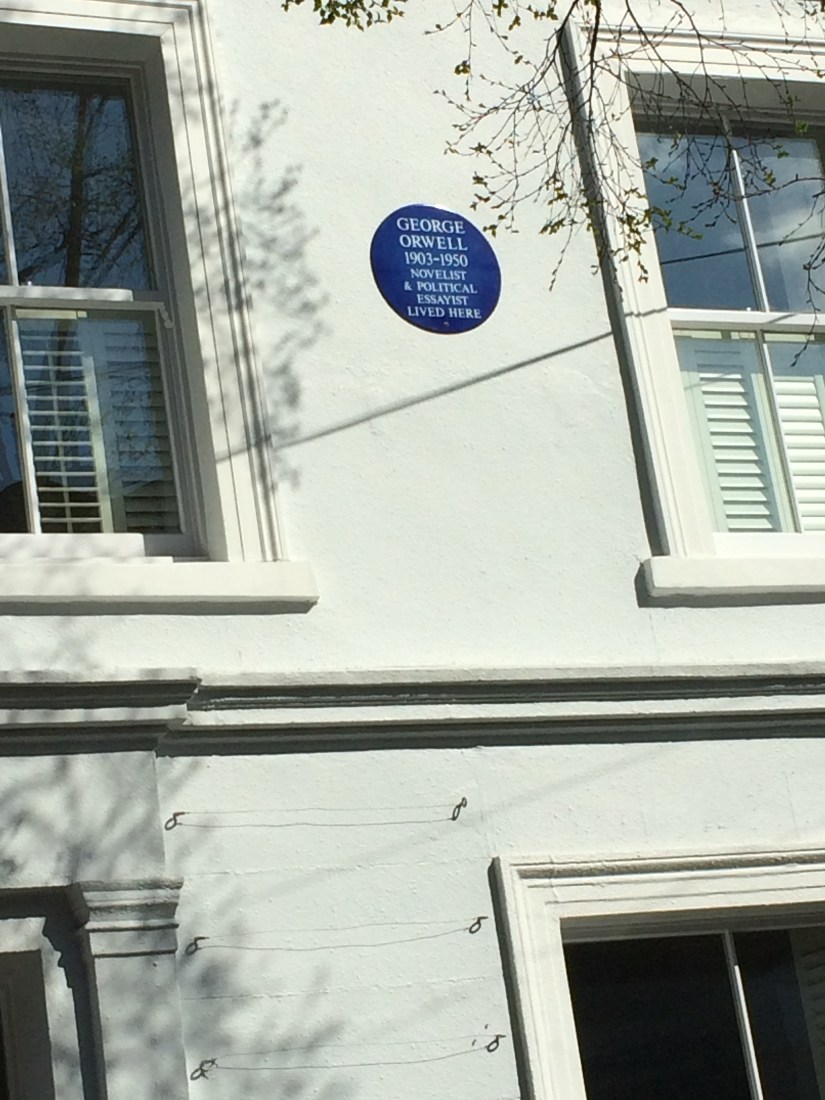 GEORGE
ORWELL
1903-1950
NOVELIST
& POLITICAL
ESSAYIST
LIVED HERE